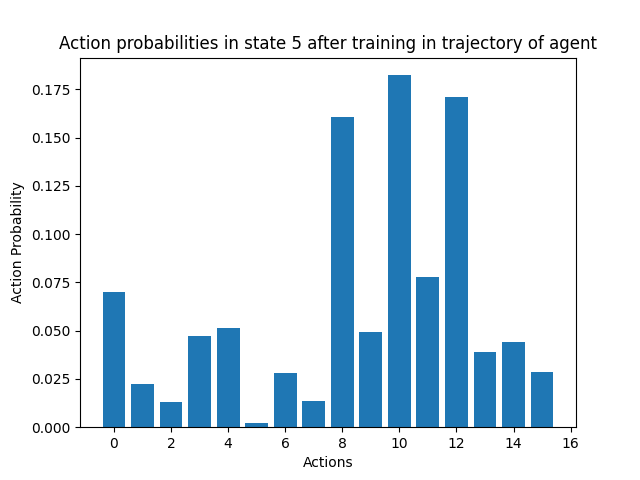 Action probabilities in state 5 after training in trajectory of agent
0.175
0.150
0.125
0.100
0.075
0.050
0.025
0.000
Action Probability
0 2 4 6 8 10 12 14 16
Actions